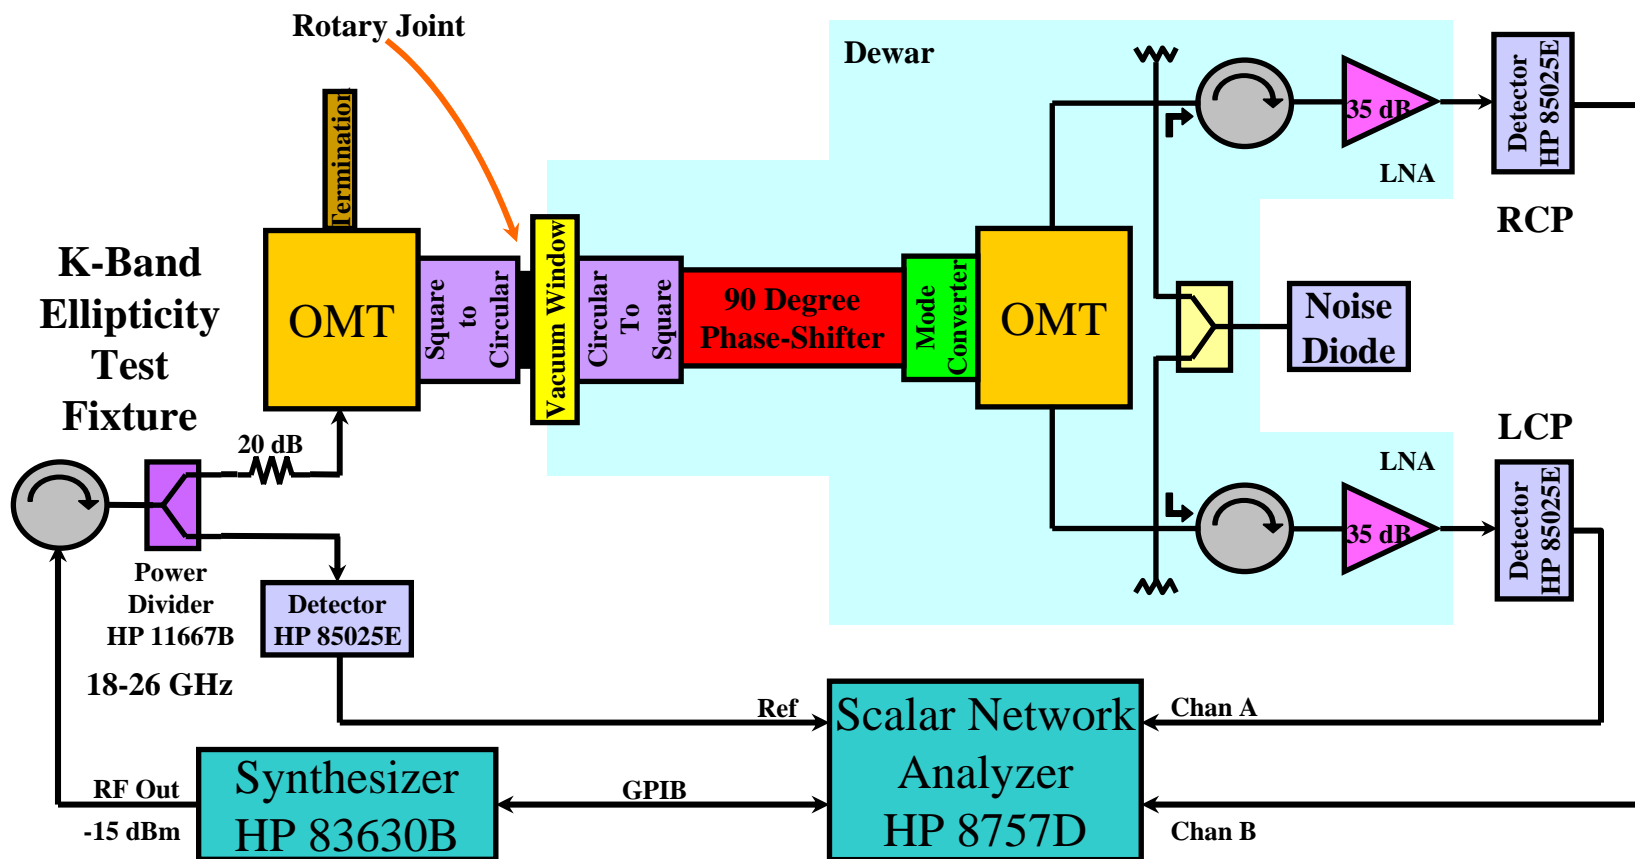 Rotary Joint
Dewar
35 dB
LNA
Detector
HP 85025E
RCP
Termination
K-Band
Ellipticity
Test
Fixture
OMT
Square
to
Circular
Vacuum Window
Circular
To
Square
90 Degree
Phase-Shifter
Mode
Converter
OMT
Noise
Diode
20 dB
LCP
LNA
35 dB
Detector
HP 85025E
Power
Divider
HP 11667B
18-26 GHz
Detector
HP 85025E
Ref
Scalar Network
Analyzer
HP 8757D
Chan A
Chan B
RF Out
-15 dBm
Synthesizer
HP 83630B
GPIB